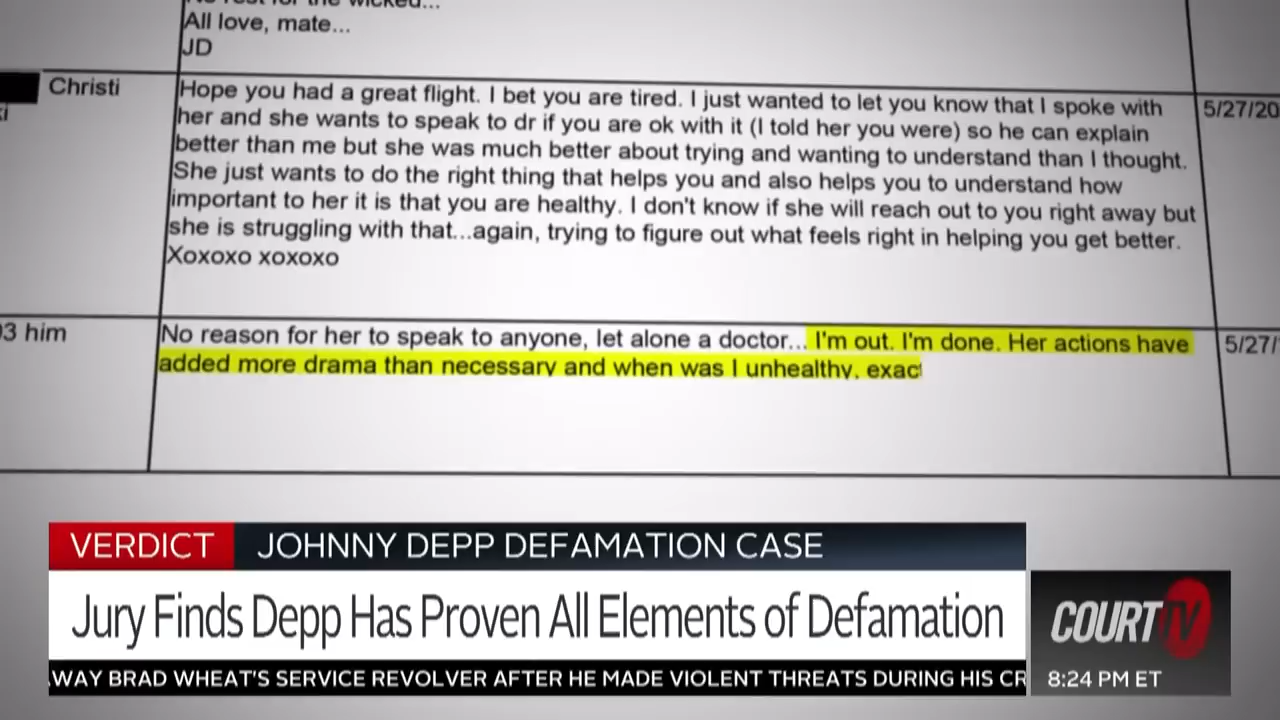 All love, mate...
JD
Christi
Hope you had a great flight. I bet you are tired. I just wanted to let you know that I spoke with
her and she wants to speak to dr if you are ok with it (I told her you were) so he can explain
better than me but she was much better about trying and wanting to understand than I thought.
She just wants to do the right thing that helps you and also helps you to understand how
important to her it is that you are healthy. I don't know if she will reach out to you right away but
she is struggling with that...again, trying to figure out what feels right in helping you get better.
Xoxoxo xoxoxo
5/27/20
3 him
No reason for her to speak to anyone, let alone a doctor... I'm out. I'm done. Her actions have
added more drama than necessary and when was I unhealthy, exac
5/27/
VERDICT JOHNNY DEPP DEFAMATION CASE
Jury Finds Depp Has Proven All Elements of Defamation
COURT TV
WAY BRAD WHEAT'S SERVICE REVOLVER AFTER HE MADE VIOLENT THREATS DURING HIS CR
8:24 PM ET